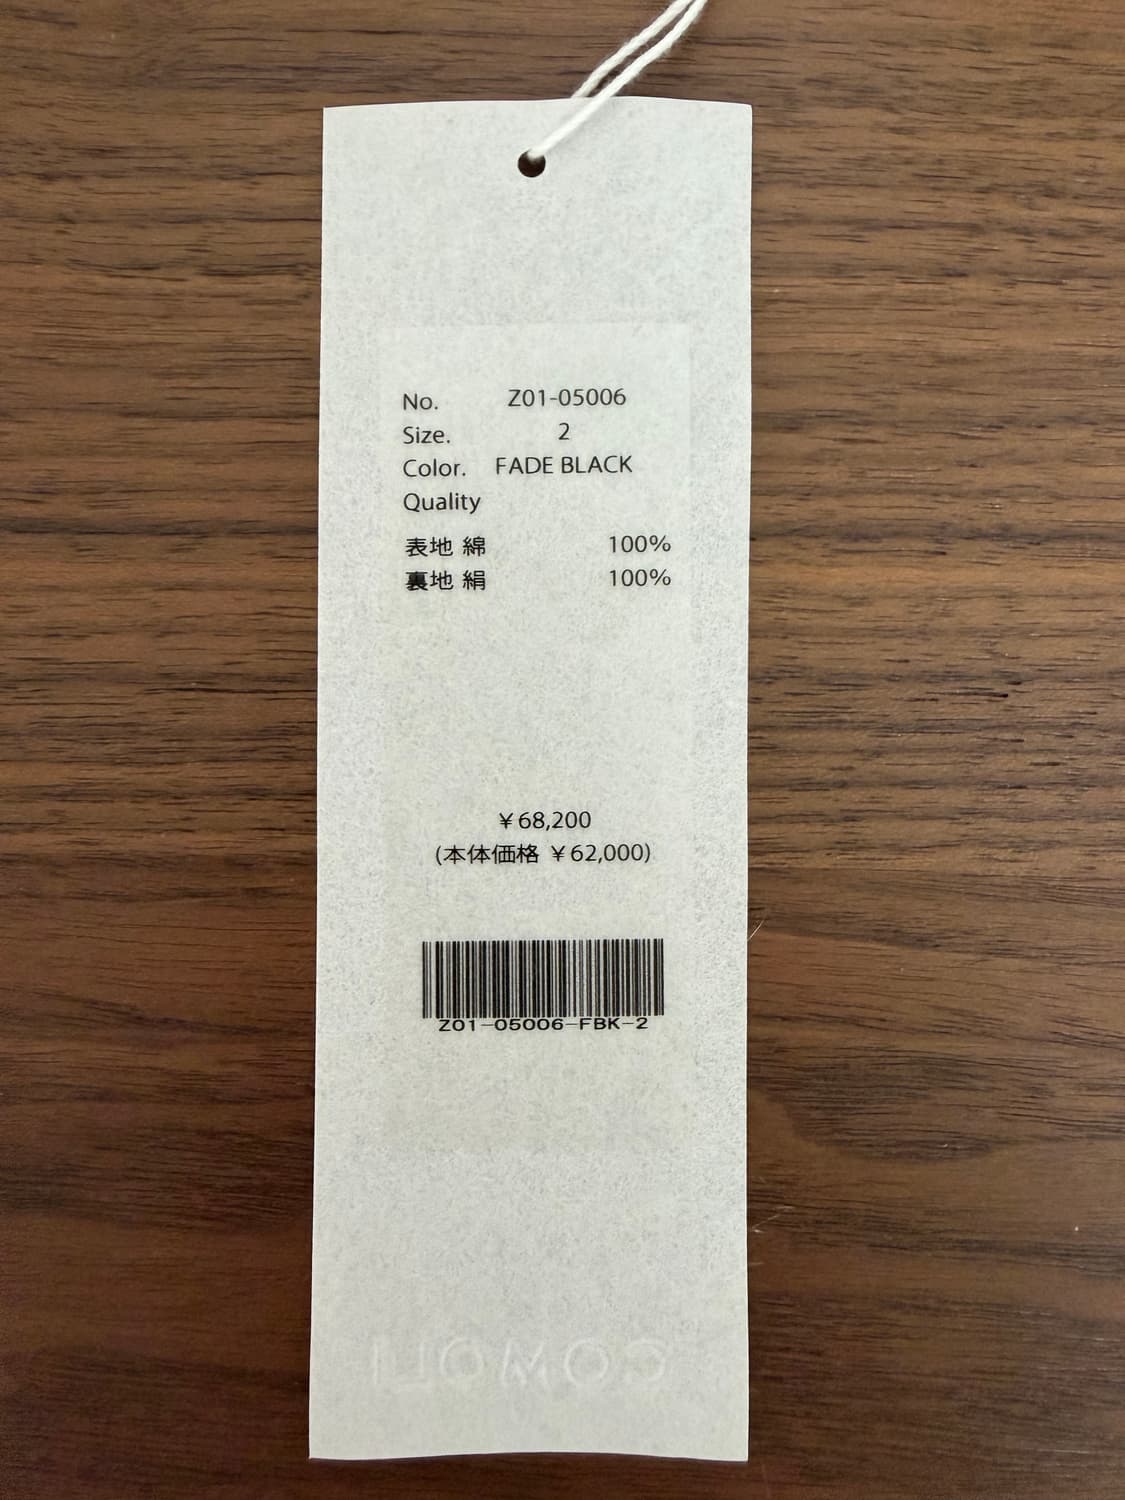 No. Z01-05006
Size. 2
Color. FADE BLACK
Quality
表地 綿 100%
裏地 絹 100%
￥68,200
(本体価格 ￥62,000)
Z01-05006-FBK-2
COMOLI